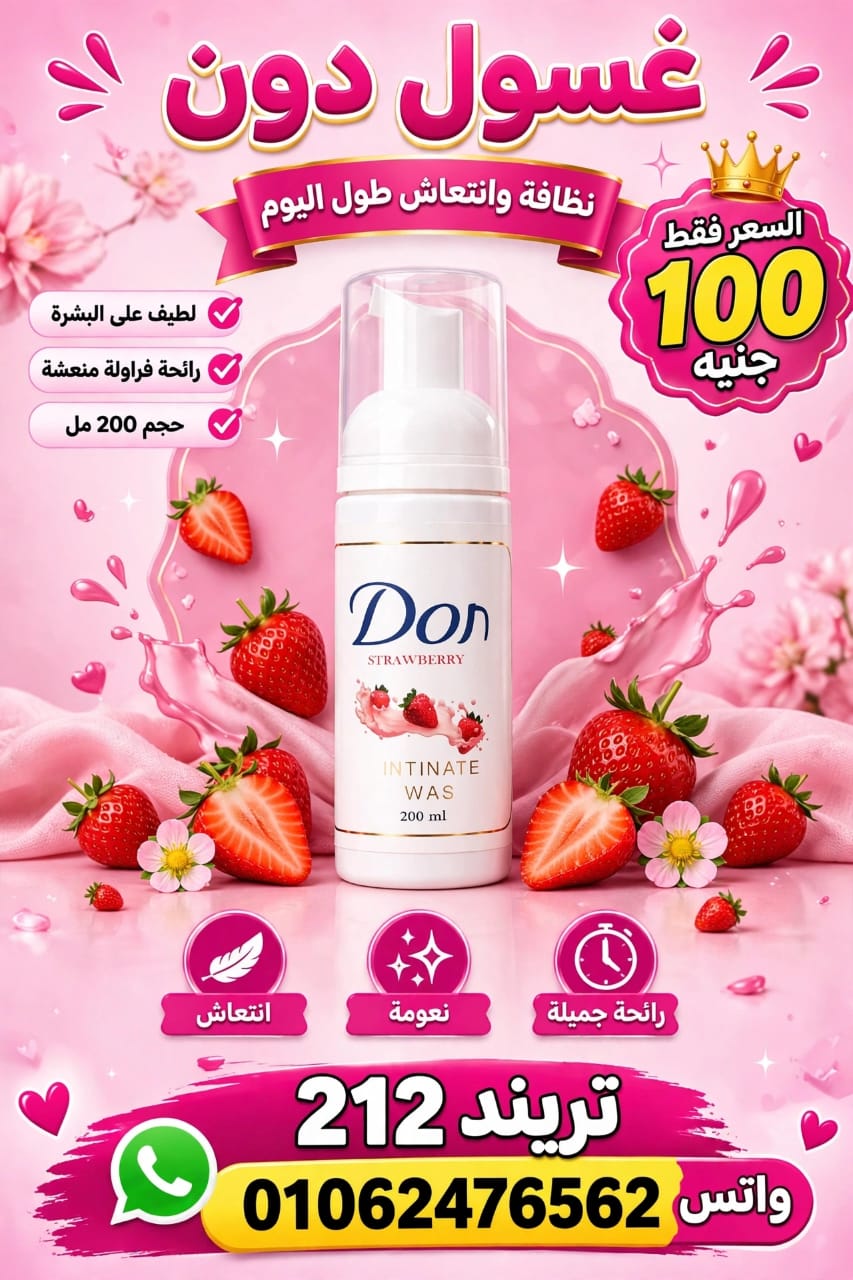 غسول دون
نظافة وانتعاش طول اليوم
السعر فقط
100
جنيه
لطيف على البشرة
رائحة فراولة منعشة
حجم 200 مل
Don
STRAWBERRY
INTINATE
WAS
200 ml
رائحة جميلة
نعومة
انتعاش
تريند 212
واتس 01062476562